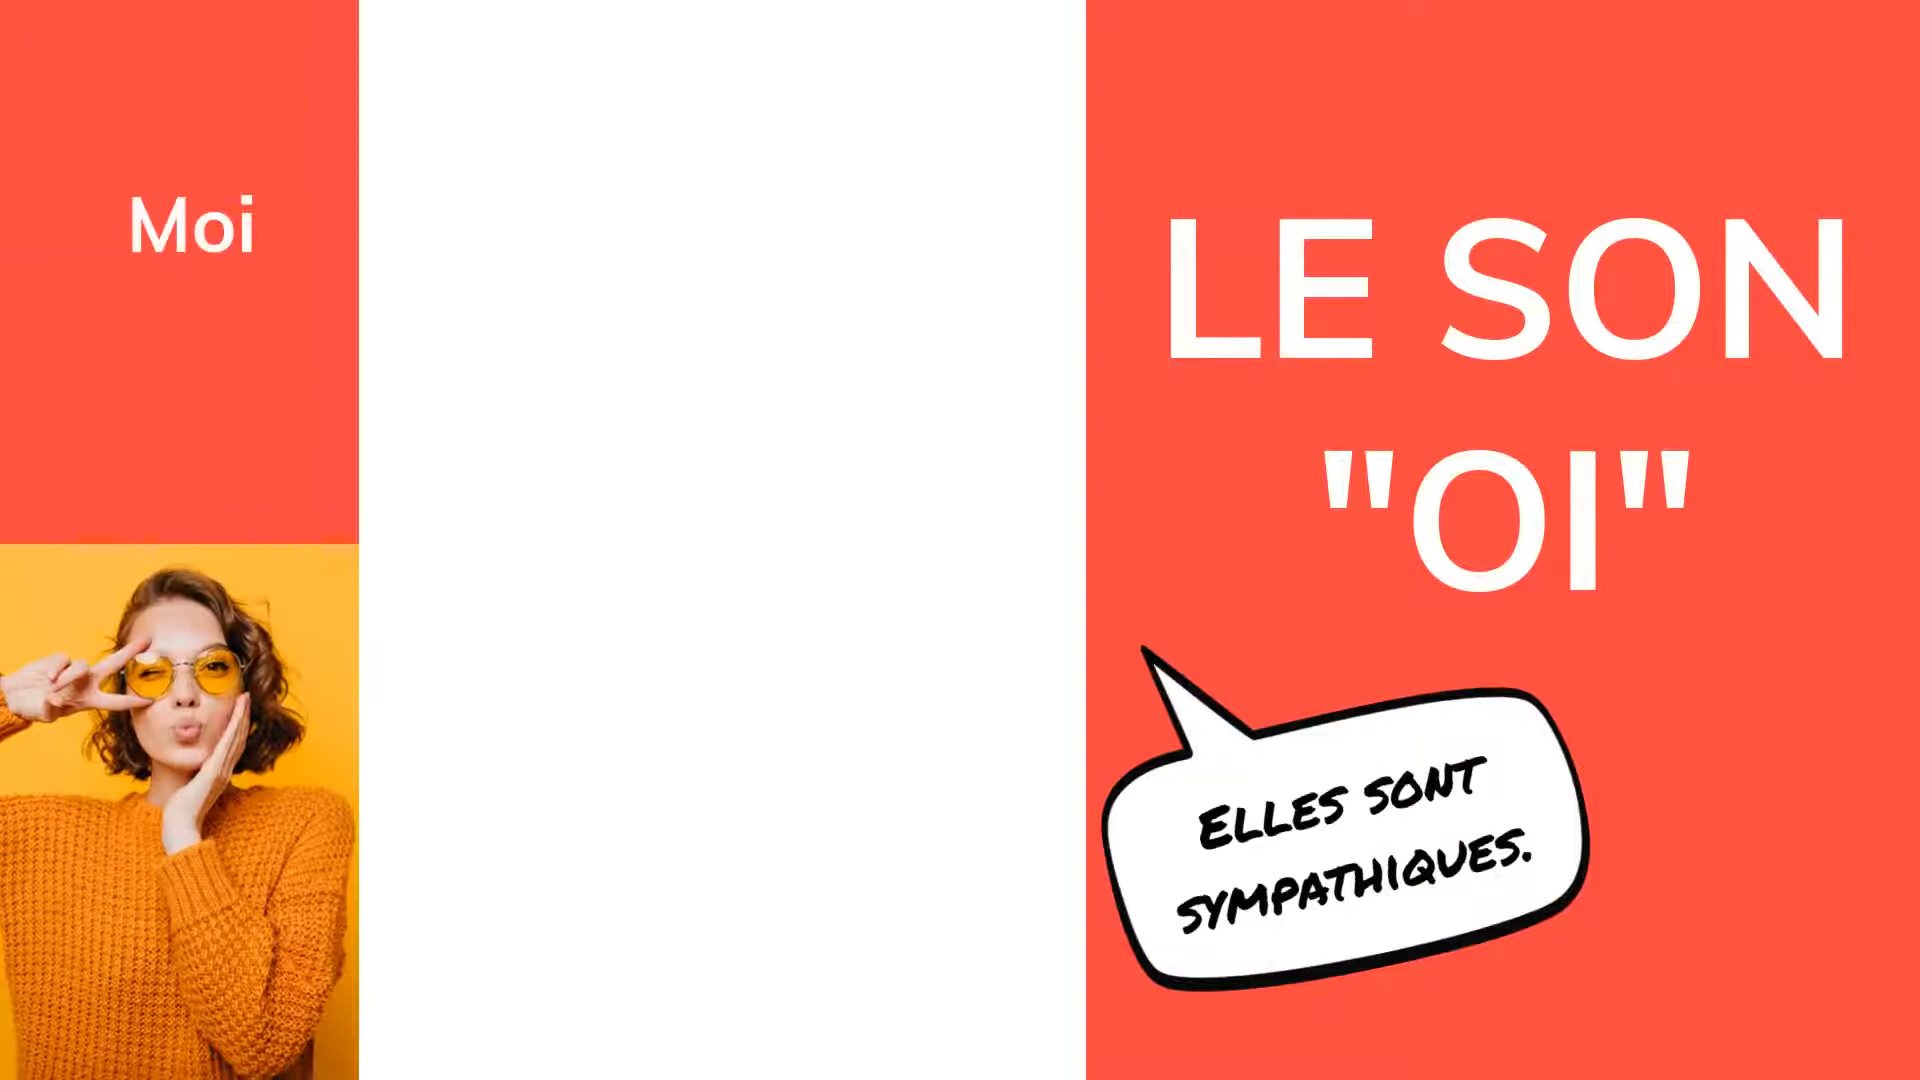 Moi
LE SON
"OI"
ELLES SONT
SYMPATHIQUES.